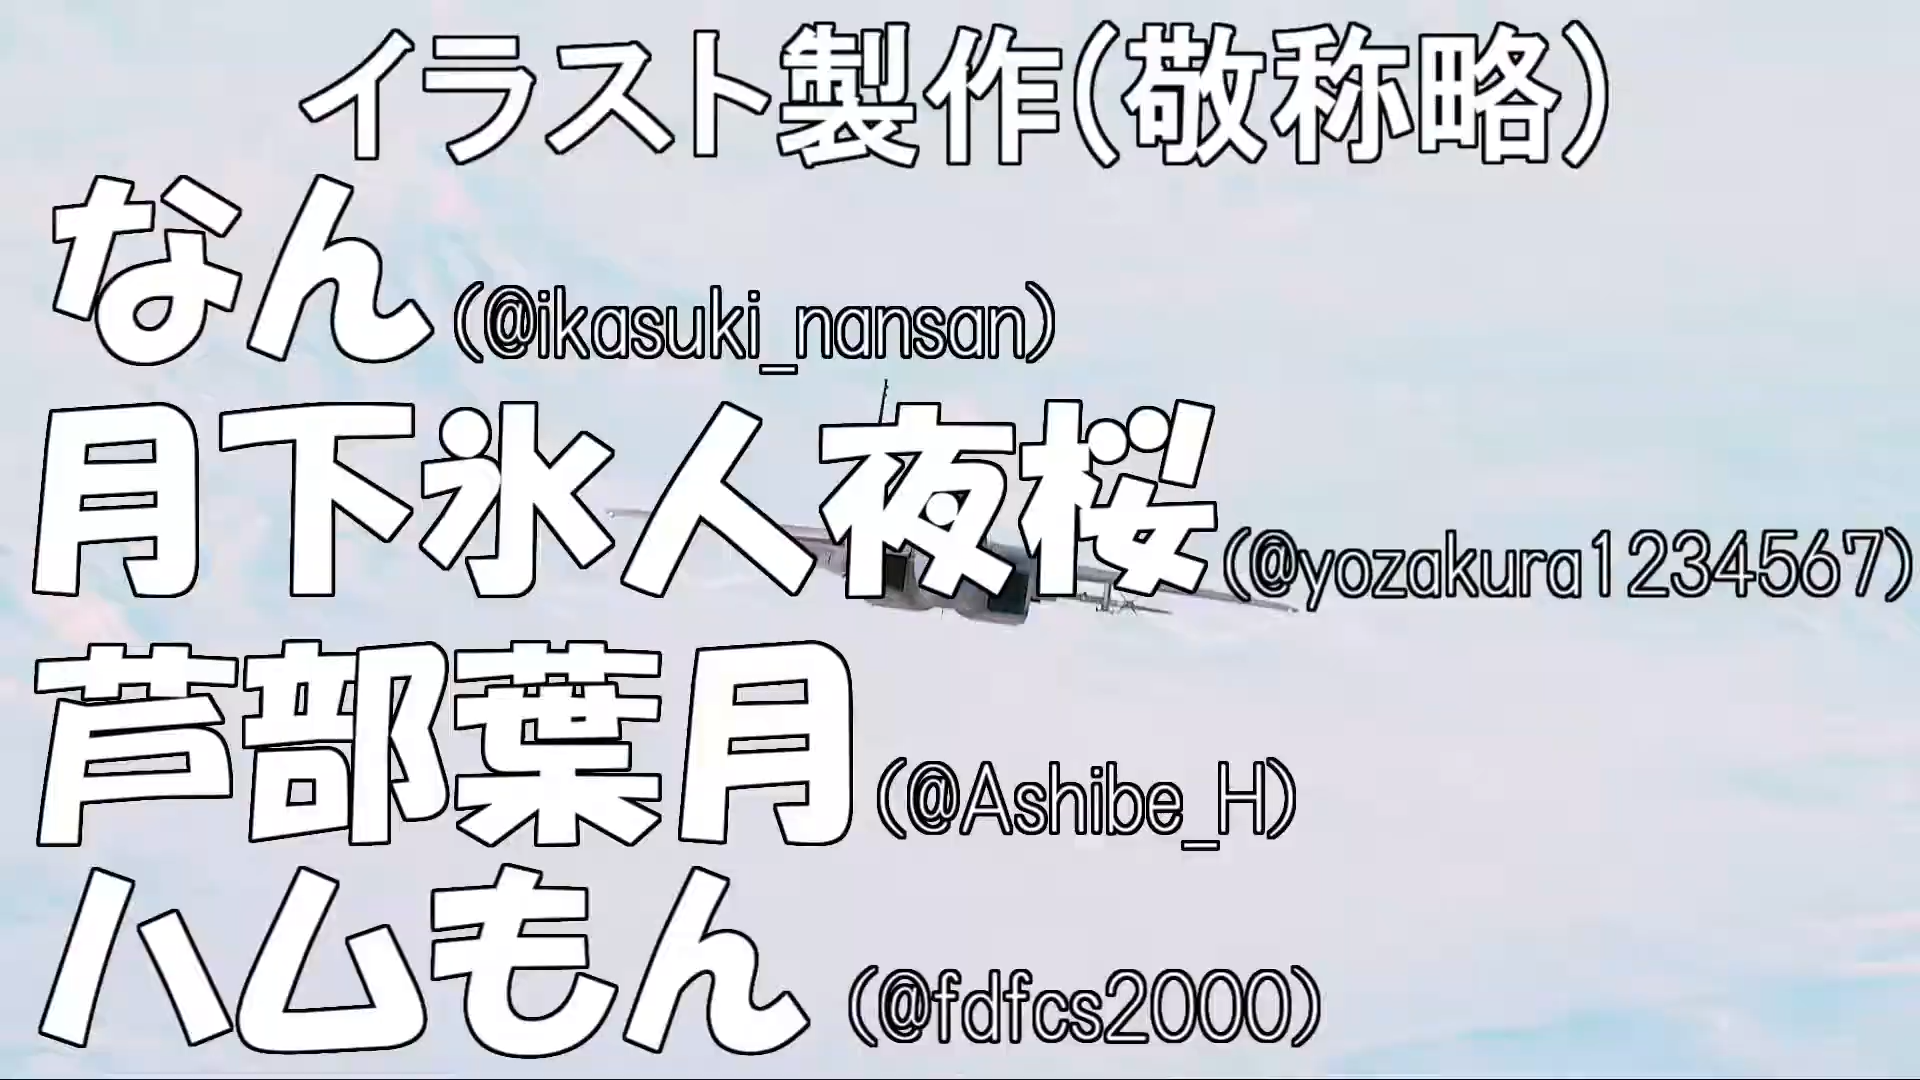 イラスト製作(敬称略)
なん(@ikasuki_nansan)
月下氷人夜桜(@yozakura1234567)
芦部葉月(@Ashibe_H)
ハムもん(@fdfcs2000)